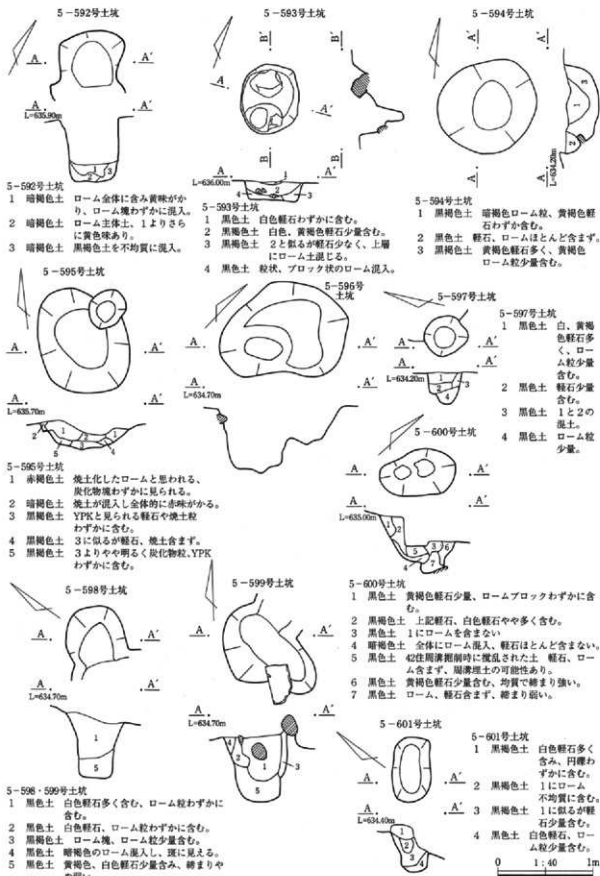 5-592号土坑
A A′
A A′
L=635.90m
1 3
5-592号土坑
1 暗褐色土 ローム全体に含み黄味がか
り、ローム塊わずかに混入。
2 暗褐色土 ローム主体土、1よりさら
に黄色味あり。
3 暗褐色土 黒褐色土を不均質に混入。
5-593号土坑
B B′
A A′
B B′
A A′
L=636.00m
1 2 3
5-593号土坑
1 黒色土 白色軽石わずかに含む。
2 黒褐色土 白色、黄褐色軽石少量含む。
3 黒褐色土 2と似るが軽石少なく、上層
にローム土混じる。
4 黒色土 粒状、ブロック状のローム混入。
5-594号土坑
A A′
A A′
L=634.20m
1 2 3
5-594号土坑
1 黒褐色土 暗褐色ローム粒、黄褐色軽
石わずか含む。
2 黒色土 軽石、ロームほとんど含まず。
3 黒褐色土 黄褐色軽石多く、黄褐色
ローム粒少量含む。
5-595号土坑
A A′
A A′
L=635.70m
1 2 3 4 5
5-595号土坑
1 赤褐色土 焼土化したロームと思われる、
炭化物塊わずかに見られる。
2 暗褐色土 焼土が混入し全体的に赤味がかる。
3 黒褐色土 YPKと見られる軽石や焼土粒
わずかに含む。
4 黒褐色土 3に似るが軽石、焼土含まず。
5 黒褐色土 3よりやや明るく炭化物粒、YPK
わずかに含む。
5-596号
土坑
A A′
A A′
L=634.70m
5-597号土坑
A A′
A A′
L=634.20m
1 2 3 4
5-597号土坑
1 黒色土 白、黄褐
色軽石多
く、ロー
ム粒少量
含む。
2 黒色土 軽石少量
含む。
3 黒色土 1と2の
混土。
4 黒色土 ローム粒
少量。
5-600号土坑
A A′
A A′
L=635.00m
1 2 5 3 6 7
5-600号土坑
1 黒色土 黄褐色軽石少量、ロームブロックわずかに含
む。
2 黒色土 上記軽石、白色軽石やや多く含む。
3 黒色土 1にロームを含まない
4 暗褐色土 全体にローム混入、軽石ほとんど含まない。
5 黒色土 42住周溝掘削時に攪乱された土 軽石、ロー
ム含まず、周溝埋土の可能性あり。
6 黒色土 黄褐色軽石少量含む、均質で締まり強い。
7 黒色土 ローム、軽石含まず、締まり弱い。
5-598号土坑
A A′
A A′
L=634.70m
1
5
5-599号土坑
A A′
A A′
L=634.70m
4 2 1 3 5
5-598・599号土坑
1 黒色土 白色軽石多く含む、ローム粒わずかに
含む。
2 黒色土 白色軽石、ローム粒わずかに含む。
3 黒褐色土 ローム塊、ローム粒少量含む。
4 黒色土 暗褐色のローム混入し、斑に見える。
5 黒色土 黄褐色、白色軽石少量含み、締まりや
5-601号土坑
A A′
A A′
L=634.40m
1 2 3 4
5-601号土坑
1 黒褐色土 白色軽石多く
含み、円礫わ
ずかに含む。
2 黒褐色土 1にローム
不均質に含む。
3 黒褐色土 1に似るが軽
石少量含む。
4 黒色土 白色軽石、ロー
ム粒少量含む。
0 1:40 1m